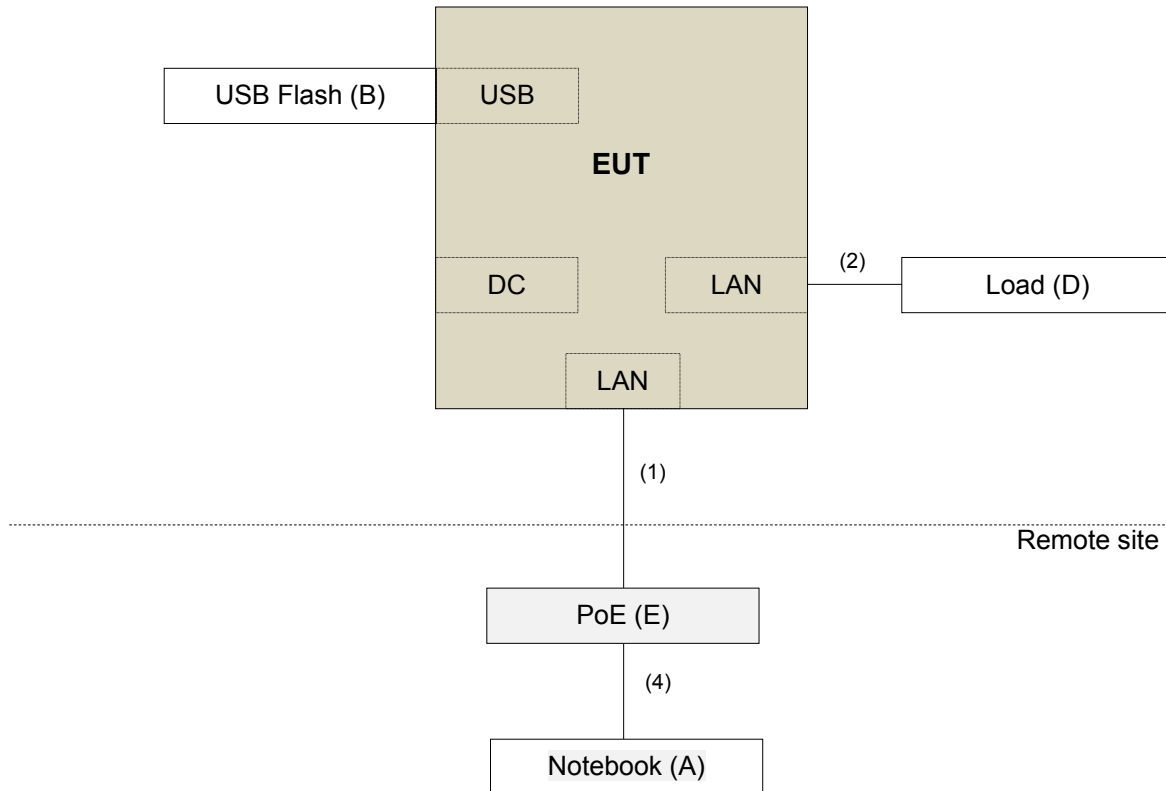 USB Flash (B)
USB
EUT
DC
LAN
(2)
Load (D)
LAN
(1)
Remote site
PoE (E)
(4)
Notebook (A)